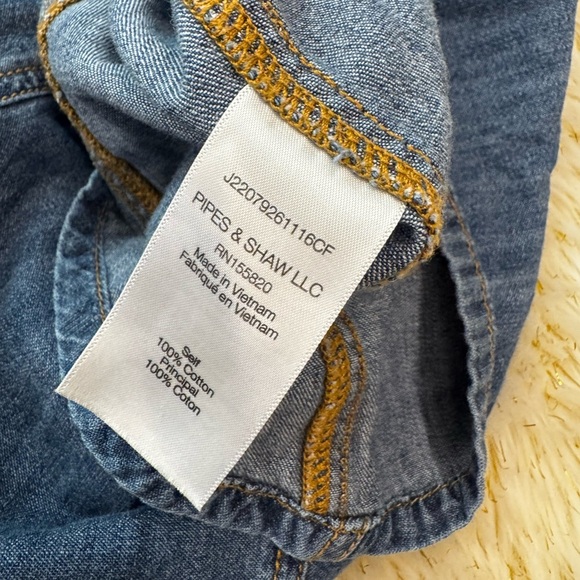 J22079261116CF
PIPES & SHAW LLC
RN155820
Made in Vietnam
Fabriqué en Vietnam
Self
100% Cotton
Principal
100% Coton